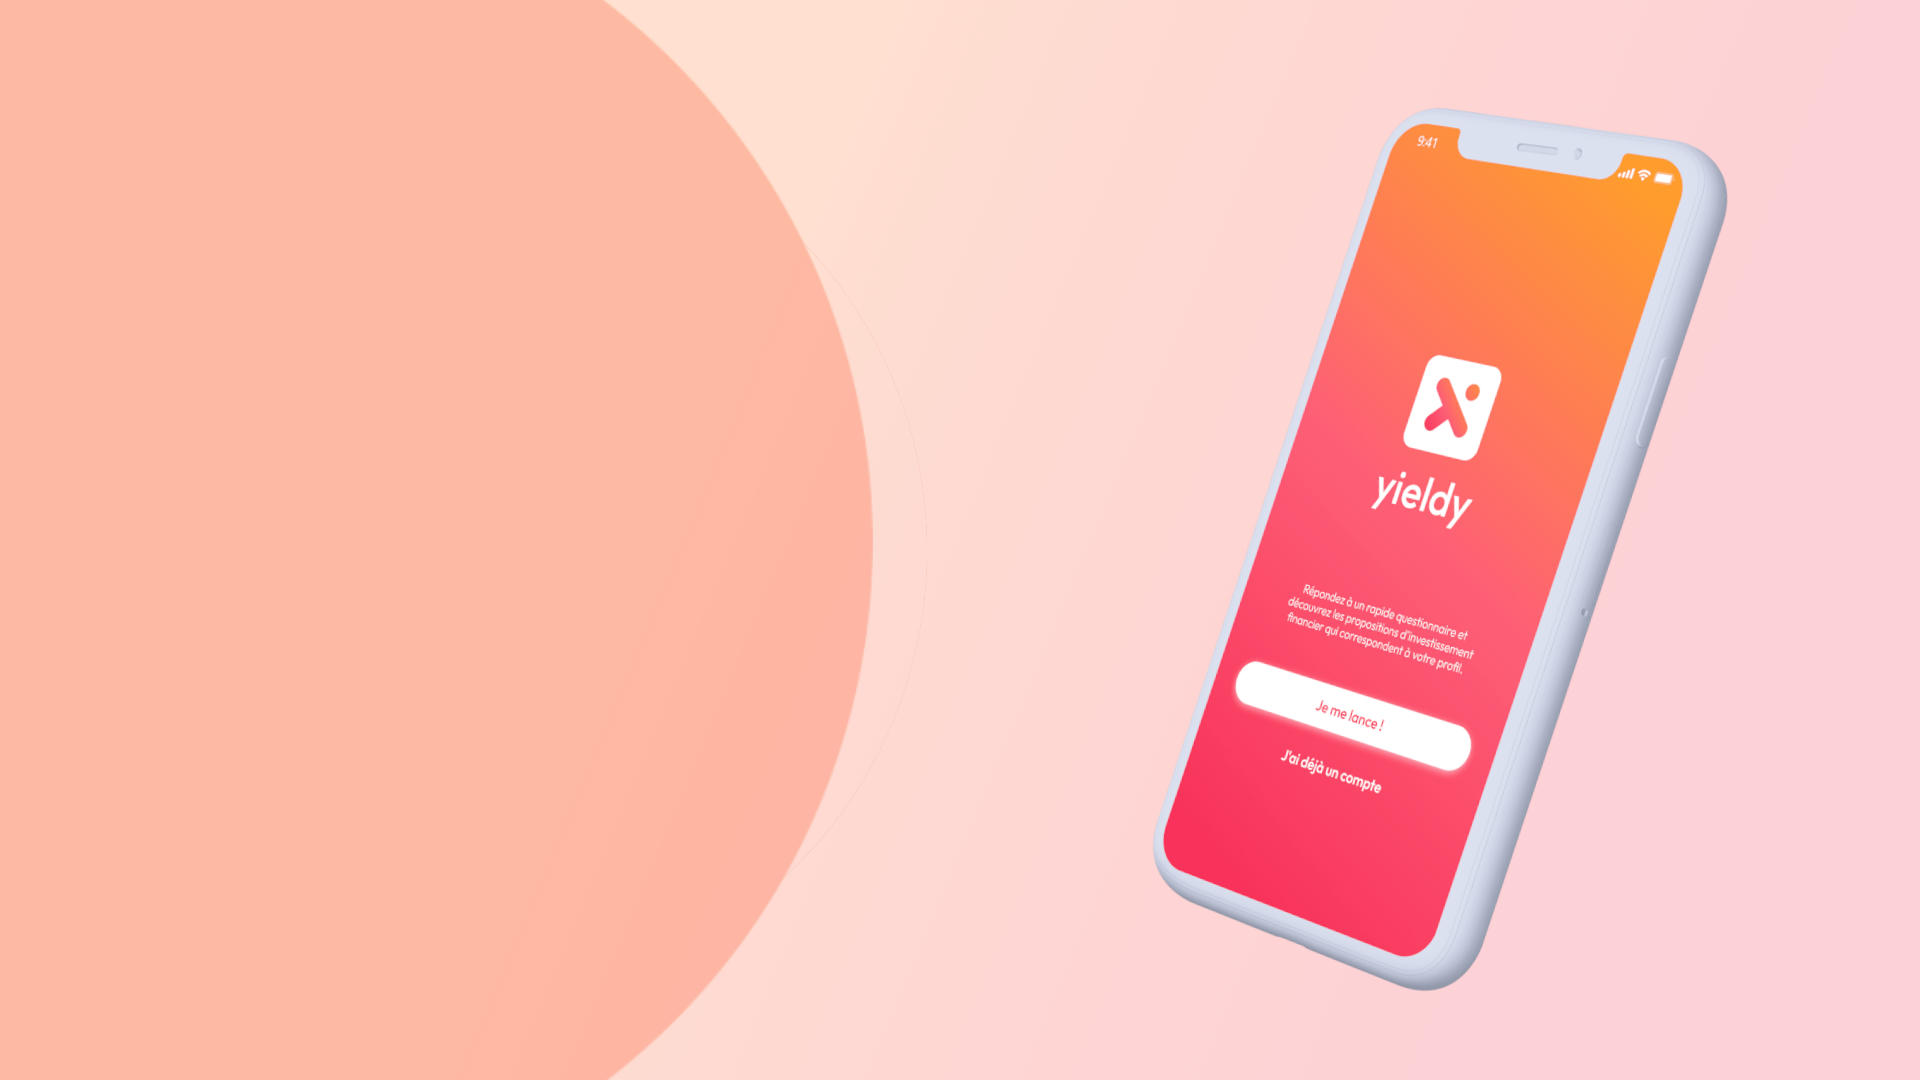 9:41
yieldy
Répondez à un rapide questionnaire et
découvrez les propositions d'investissement
financier qui correspondent à votre profil.
Je me lance !
J'ai déjà un compte